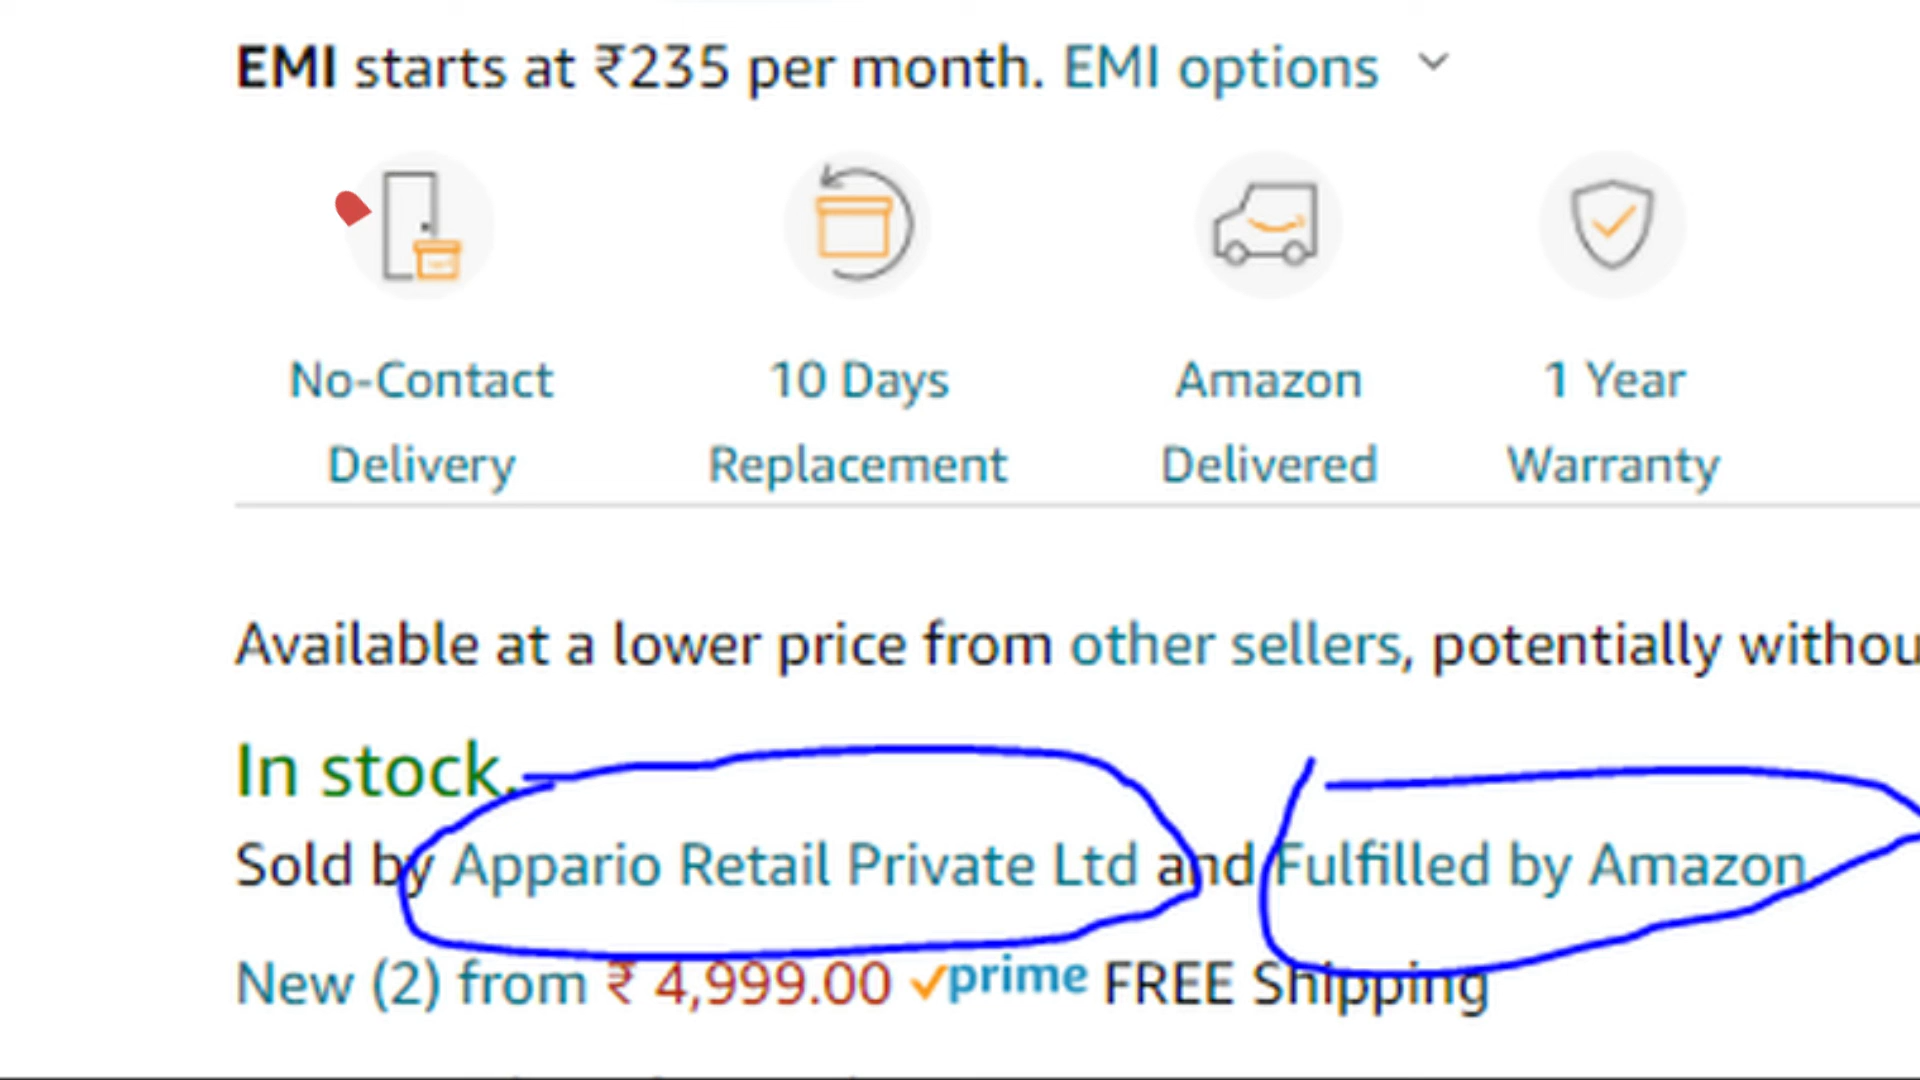 EMI starts at ₹235 per month. EMI options
No-Contact Delivery
10 Days Replacement
Amazon Delivered
1 Year Warranty
Available at a lower price from other sellers, potentially
In stock.
Sold by Appario Retail Private Ltd and Fulfilled by Amazon
New (2) from ₹ 4,999.00 prime FREE Shipping